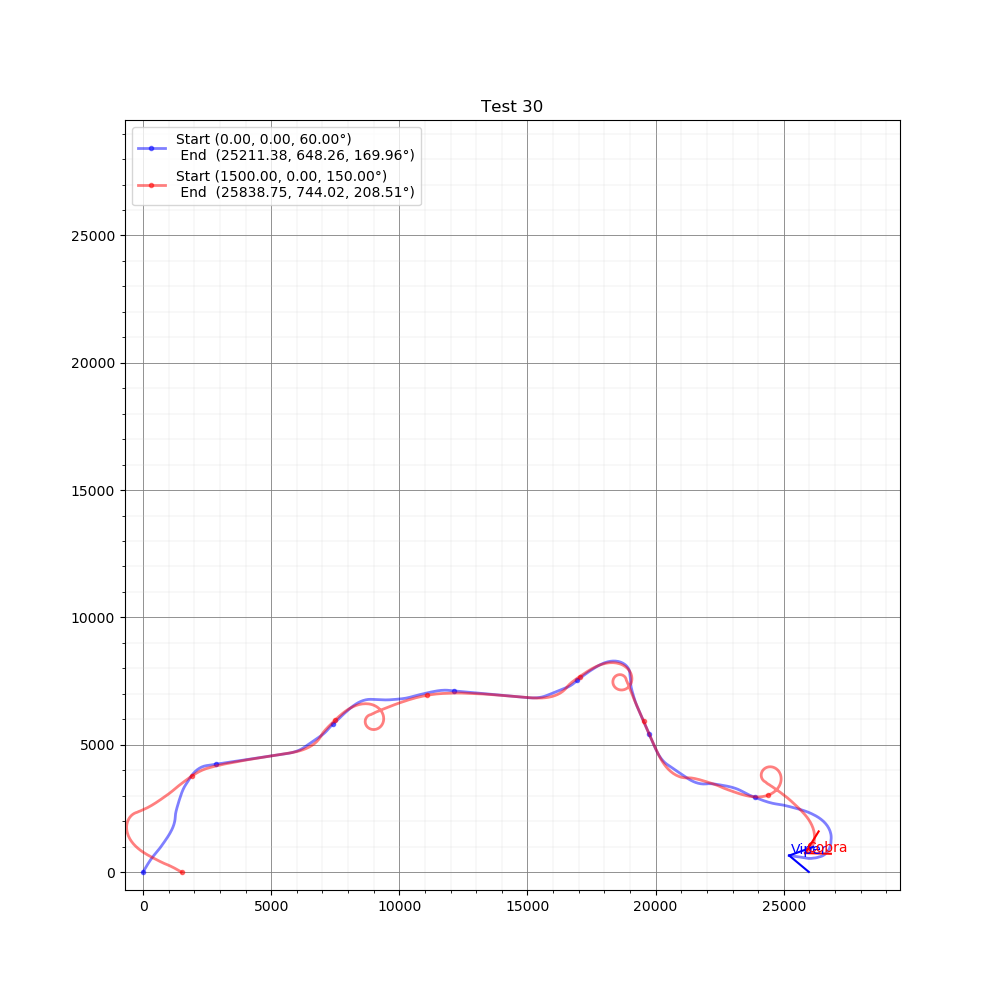 Test 30
Start (0.00, 0.00, 60.00°)
End (25211.38, 648.26, 169.96°)
Start (1500.00, 0.00, 150.00°)
End (25838.75, 744.02, 208.51°)
25000
20000
15000
10000
5000
0
Viper
Cobra
0 5000 10000 15000 20000 25000